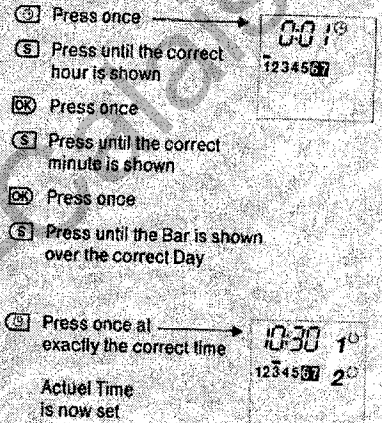 Press once
0:01
S Press until the correct
hour is shown
1234567
OK Press once
S Press until the correct
minute is shown
OK Press once
S Press until the Bar is shown
over the correct Day
Press once at
exactly the correct time
10:30 1
1234567 2
Actuel Time
is now set